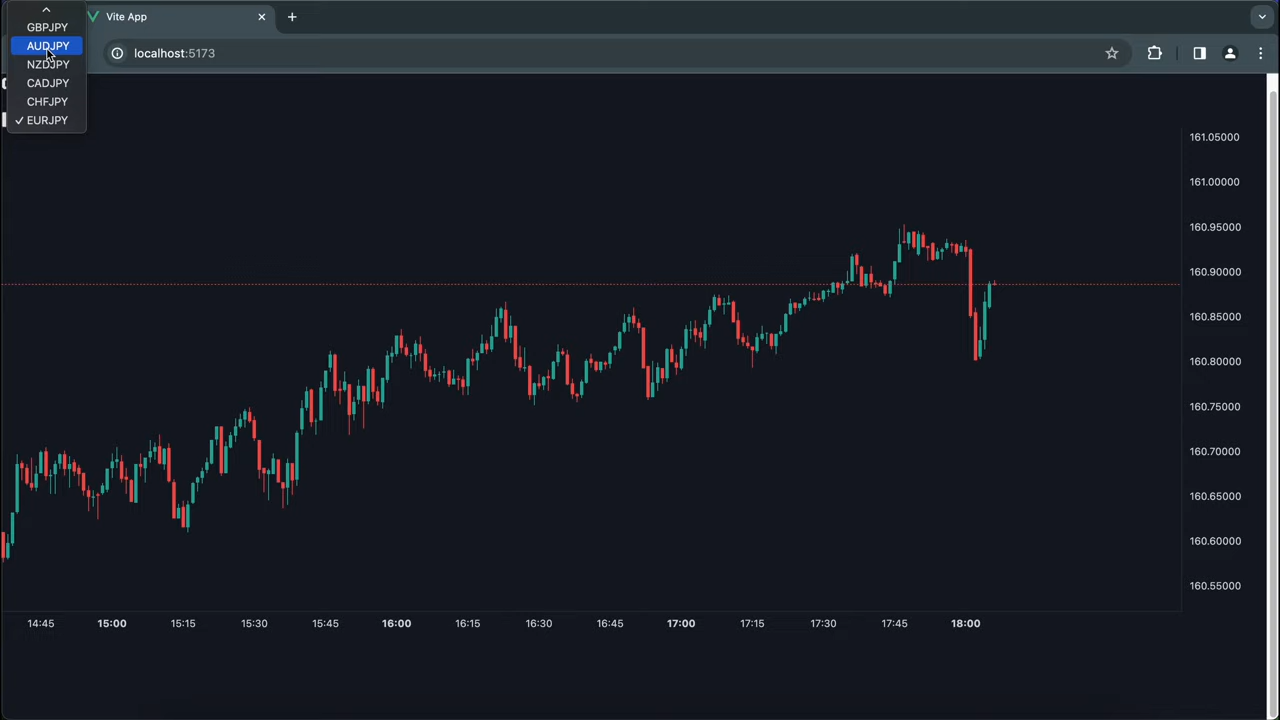 Vite App
localhost:5173
GBPJPY
AUDJPY
NZDJPY
CADJPY
CHFJPY
✓ EURJPY
161.05000
161.00000
160.95000
160.90000
160.85000
160.80000
160.75000
160.70000
160.65000
160.60000
160.55000
14:45 15:00 15:15 15:30 15:45 16:00 16:15 16:30 16:45 17:00 17:15 17:30 17:45 18:00